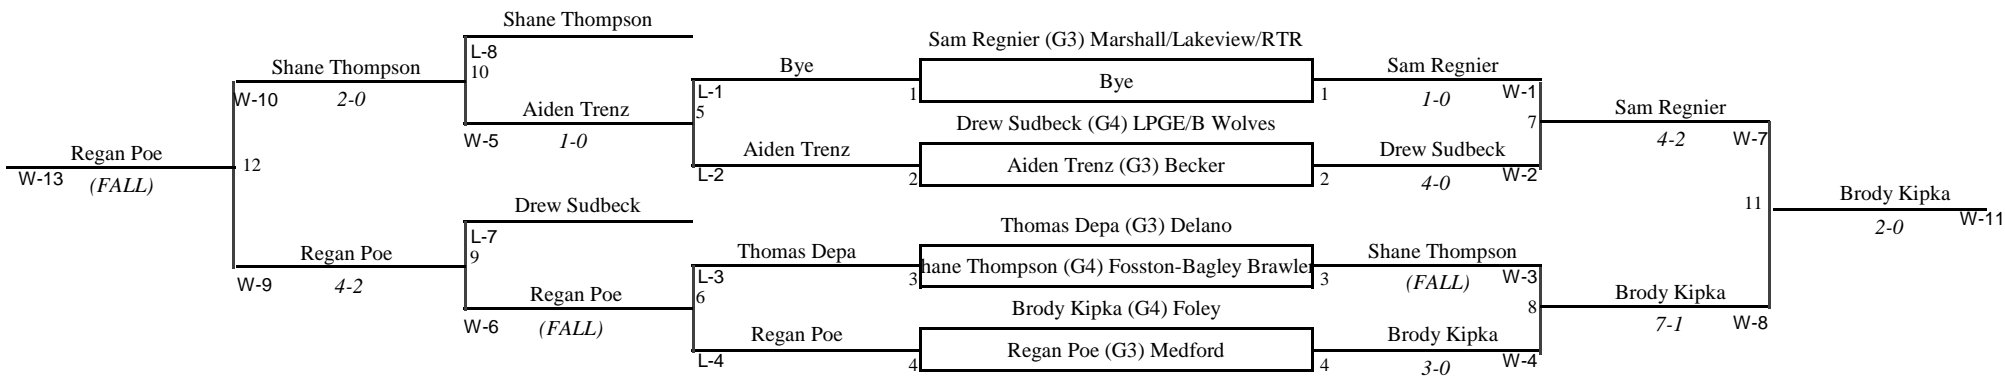 Shane Thompson
L-8
10
Shane Thompson
W-10
2-0
Aiden Trenz
W-5
1-0
Regan Poe
W-13
(FALL)
12
Drew Sudbeck
L-7
9
Regan Poe
W-9
4-2
Regan Poe
W-6
(FALL)
Bye
L-1
5
1
Aiden Trenz
L-2
2
Thomas Depa
L-3
6
3
Regan Poe
L-4
4
Sam Regnier (G3) Marshall/Lakeview/RTR
Bye
Drew Sudbeck (G4) LPGE/B Wolves
Aiden Trenz (G3) Becker
Thomas Depa (G3) Delano
hane Thompson (G4) Fosston-Bagley Brawler
Brody Kipka (G4) Foley
Regan Poe (G3) Medford
Sam Regnier
1
1-0
W-1
7
Drew Sudbeck
2
4-0
W-2
Shane Thompson
3
(FALL)
W-3
8
Brody Kipka
4
3-0
W-4
Sam Regnier
4-2
W-7
11
Brody Kipka
7-1
W-8
Brody Kipka
2-0
W-11